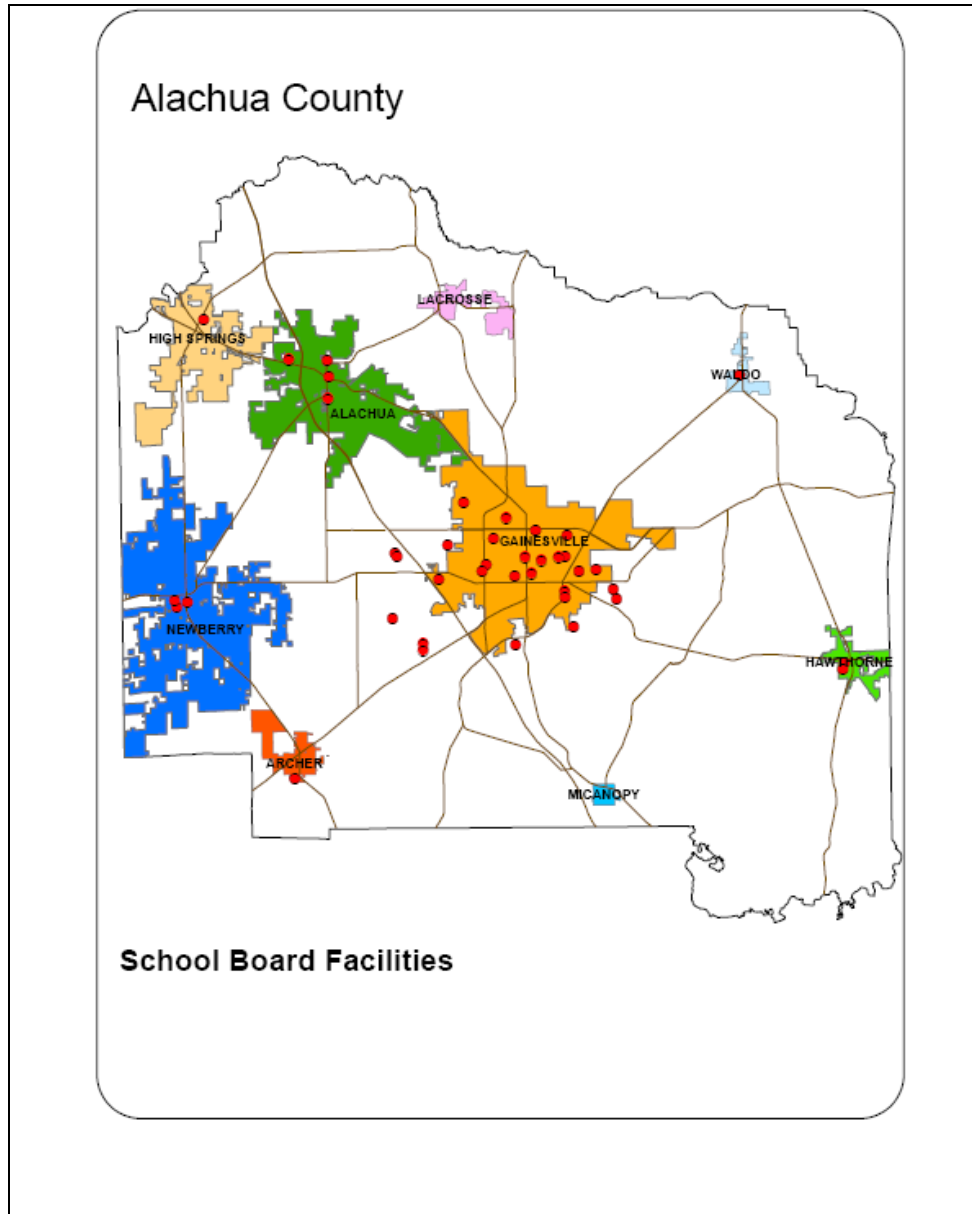 Alachua County
LACROSSE
HIGH SPRINGS
WALDO
ALACHUA
GAINESVILLE
NEWBERRY
HAWTHORNE
ARCHER
MICANOPY
School Board Facilities